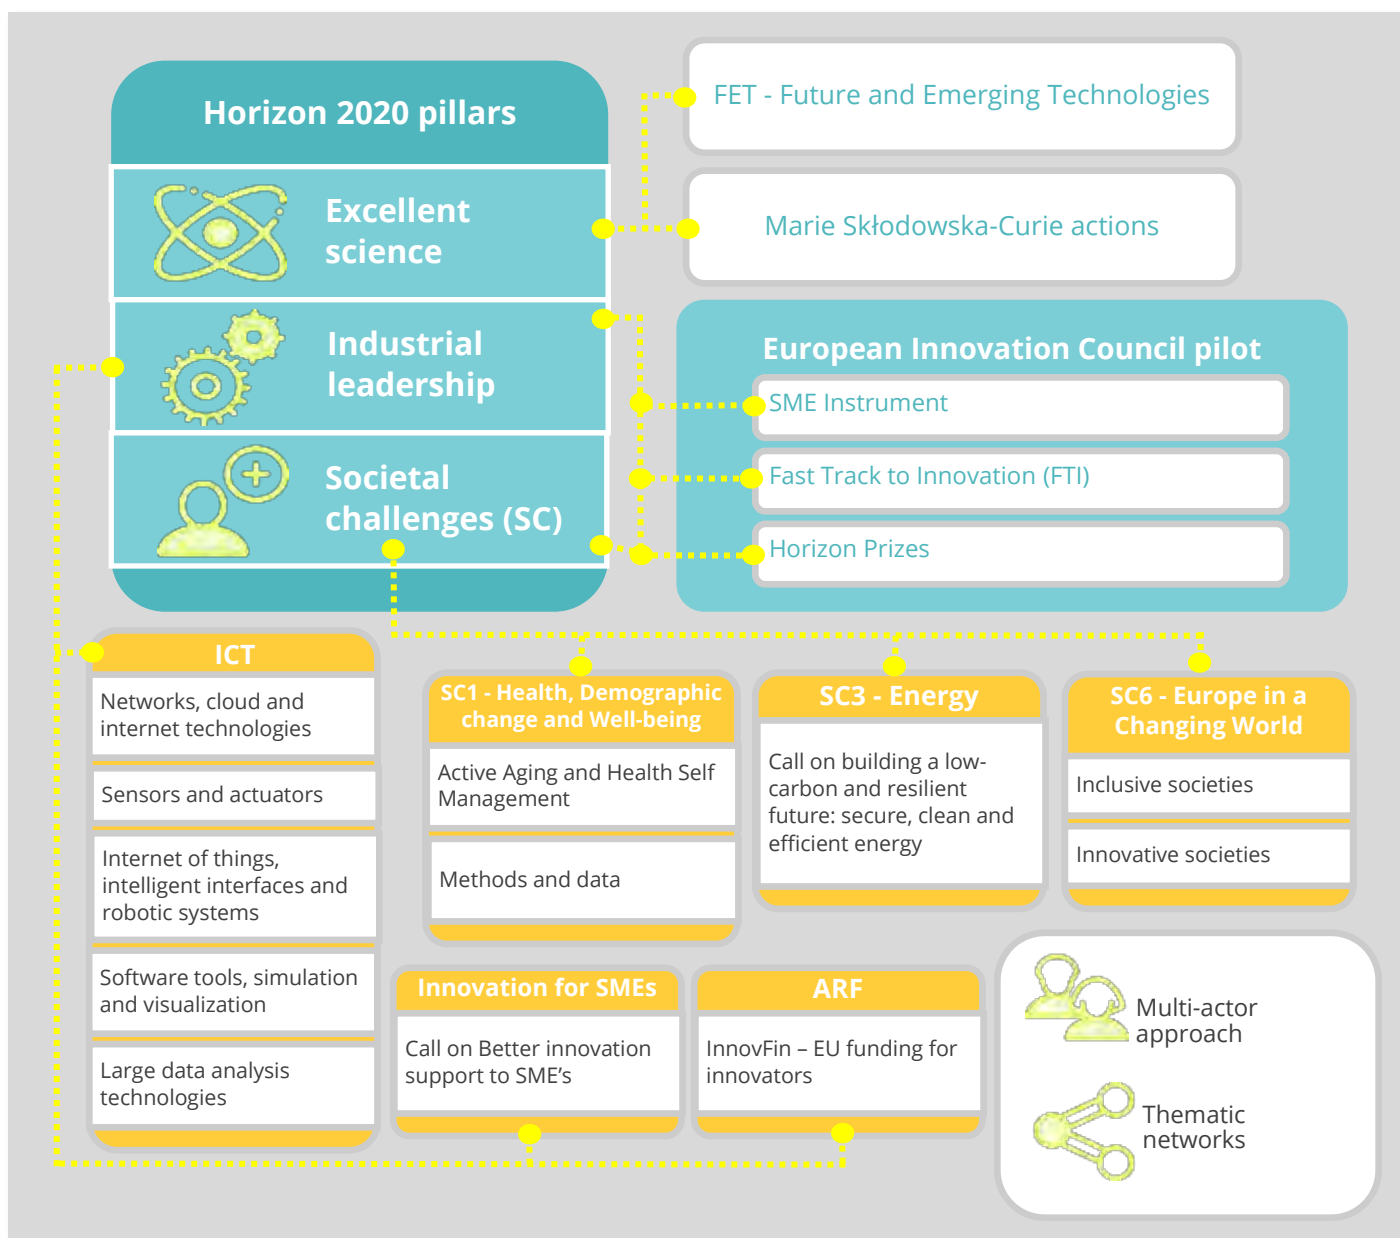 Horizon 2020 pillars
Excellent
science
Industrial
leadership
Societal
challenges (SC)
FET - Future and Emerging Technologies
Marie Skłodowska-Curie actions
European Innovation Council pilot
SME Instrument
Fast Track to Innovation (FTI)
Horizon Prizes
ICT
Networks, cloud and
internet technologies
Sensors and actuators
Internet of things,
intelligent interfaces and
robotic systems
Software tools, simulation
and visualization
Large data analysis
technologies
SC1 - Health, Demographic
change and Well-being
Active Aging and Health Self
Management
Methods and data
SC3 - Energy
Call on building a low-
carbon and resilient
future: secure, clean and
efficient energy
SC6 - Europe in a
Changing World
Inclusive societies
Innovative societies
Innovation for SMEs
Call on Better innovation
support to SME’s
ARF
InnovFin – EU funding for
innovators
Multi-actor
approach
Thematic
networks